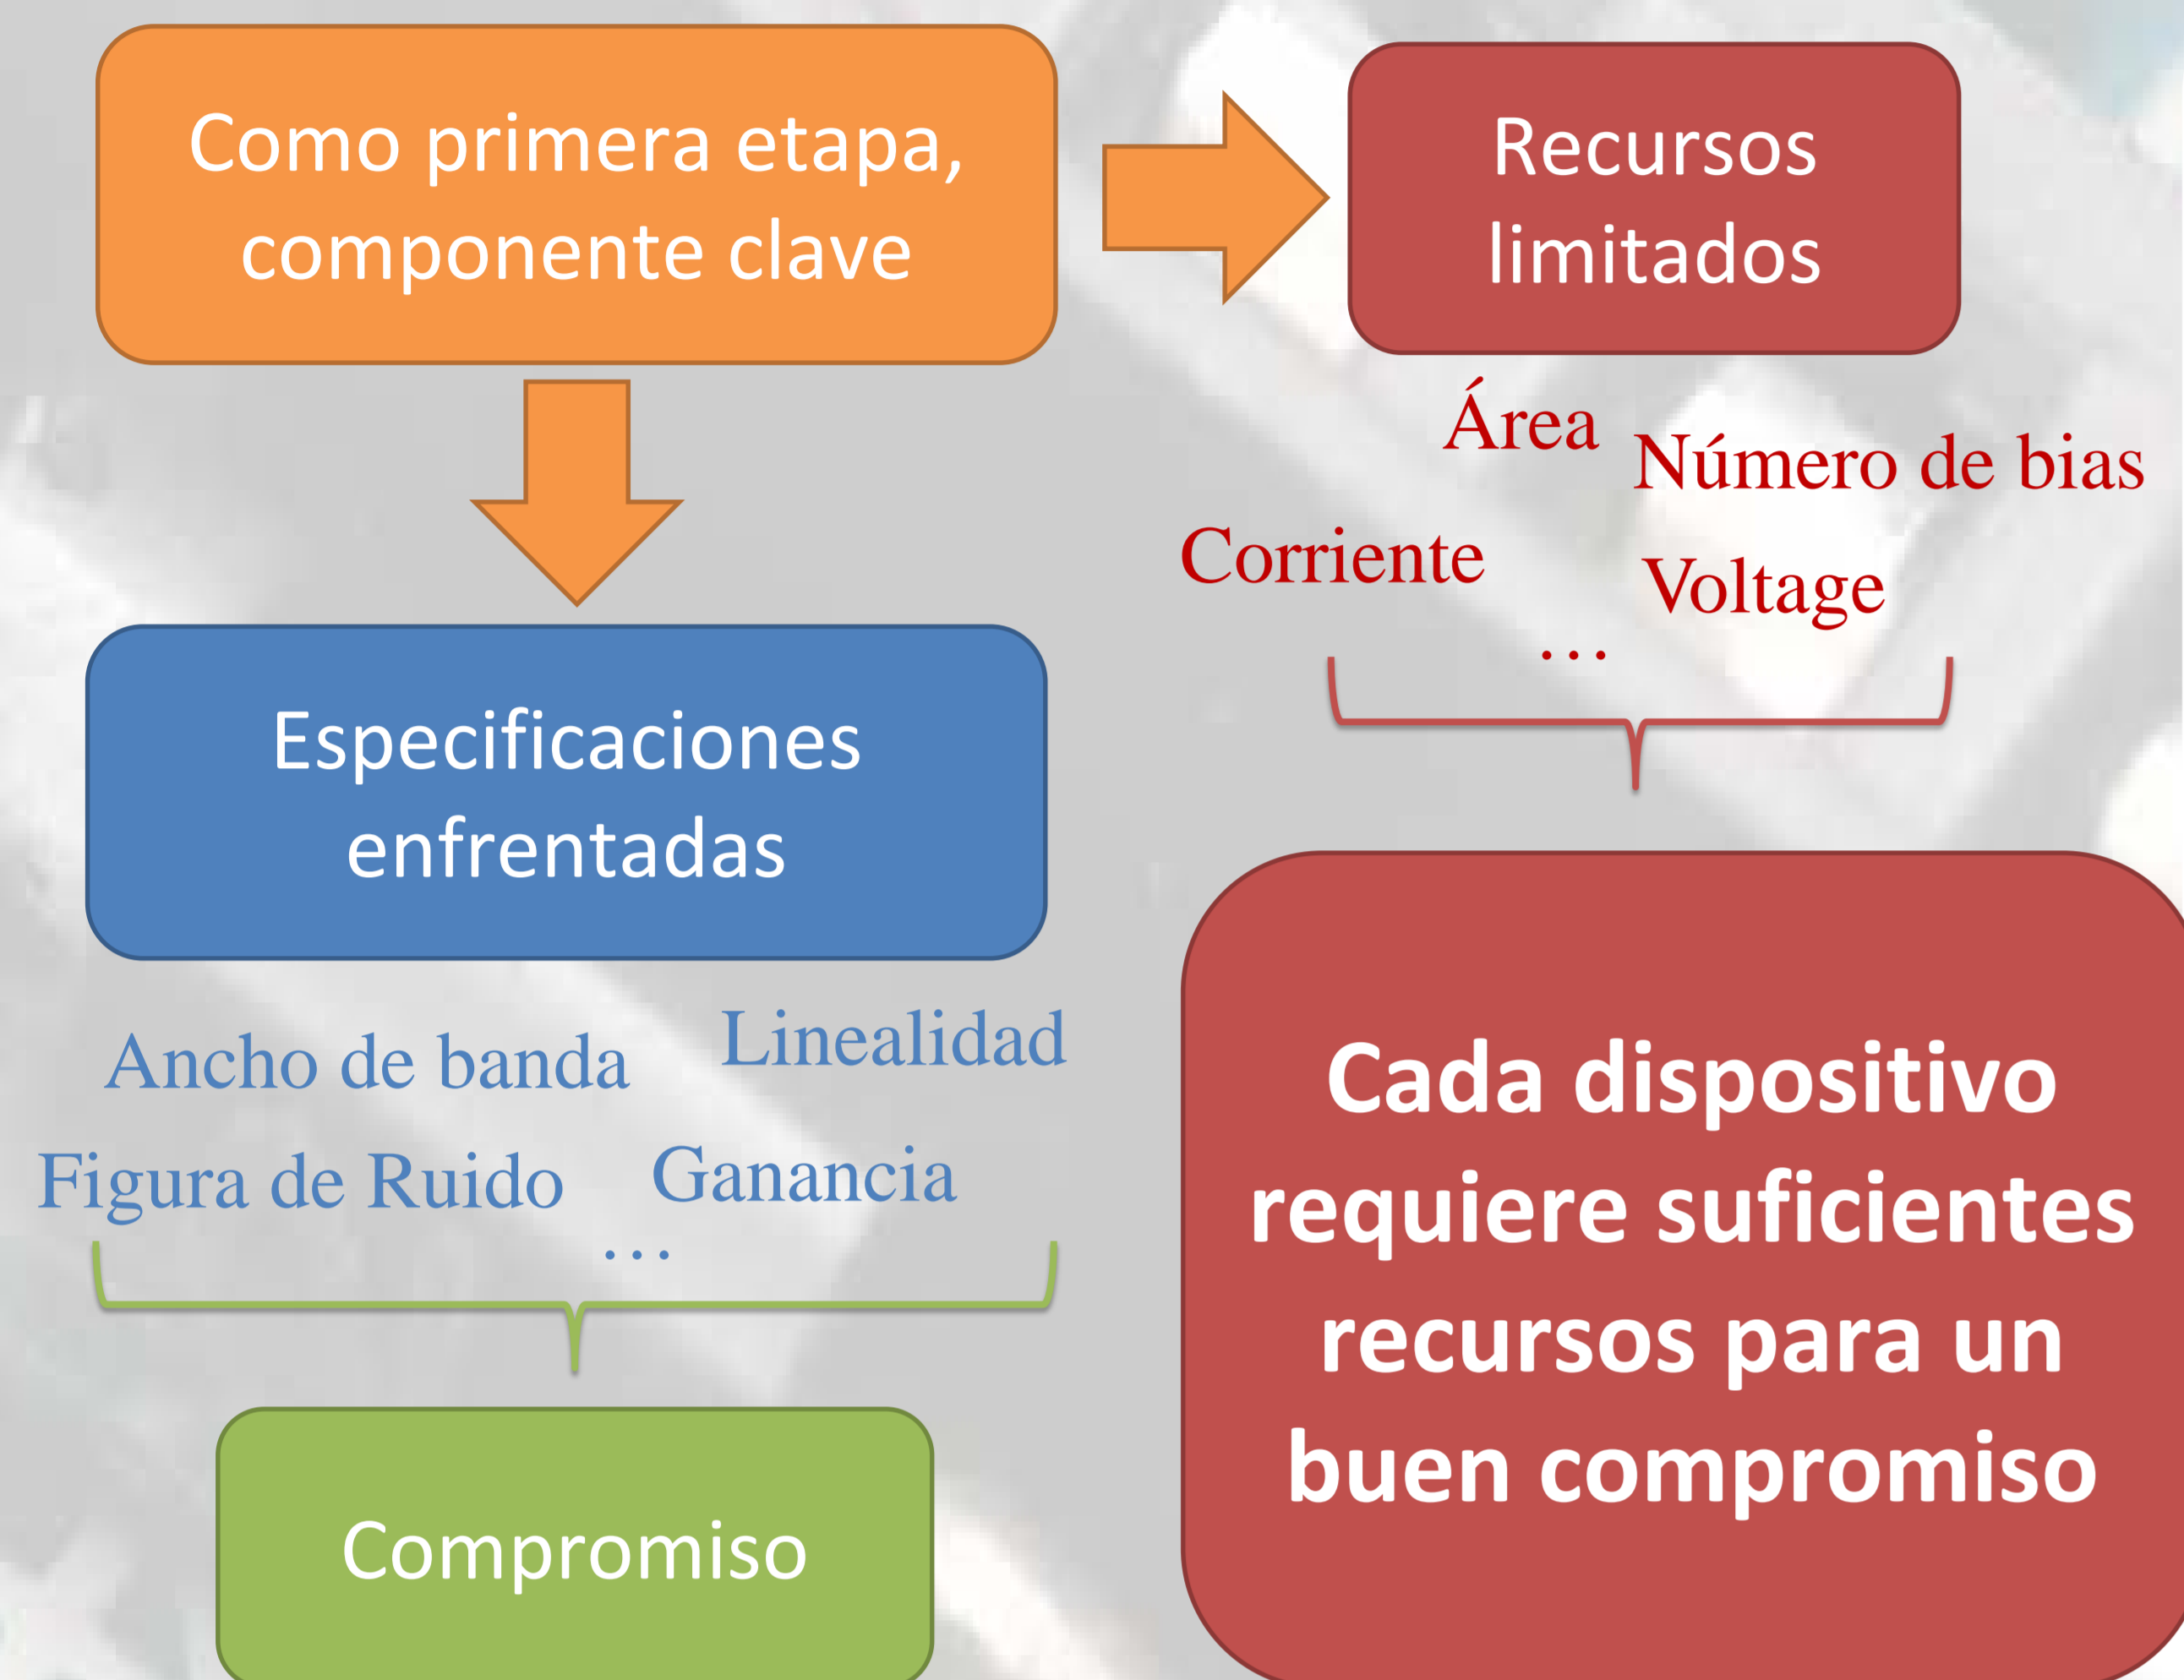 Como primera etapa,
componente clave
Recursos
limitados
Área
Número de bias
Corriente
Voltage
...
Especificaciones
enfrentadas
Ancho de banda
Linealidad
Figura de Ruido
Ganancia
...
Compromiso
Cada dispositivo
requiere suficientes
recursos para un
buen compromiso